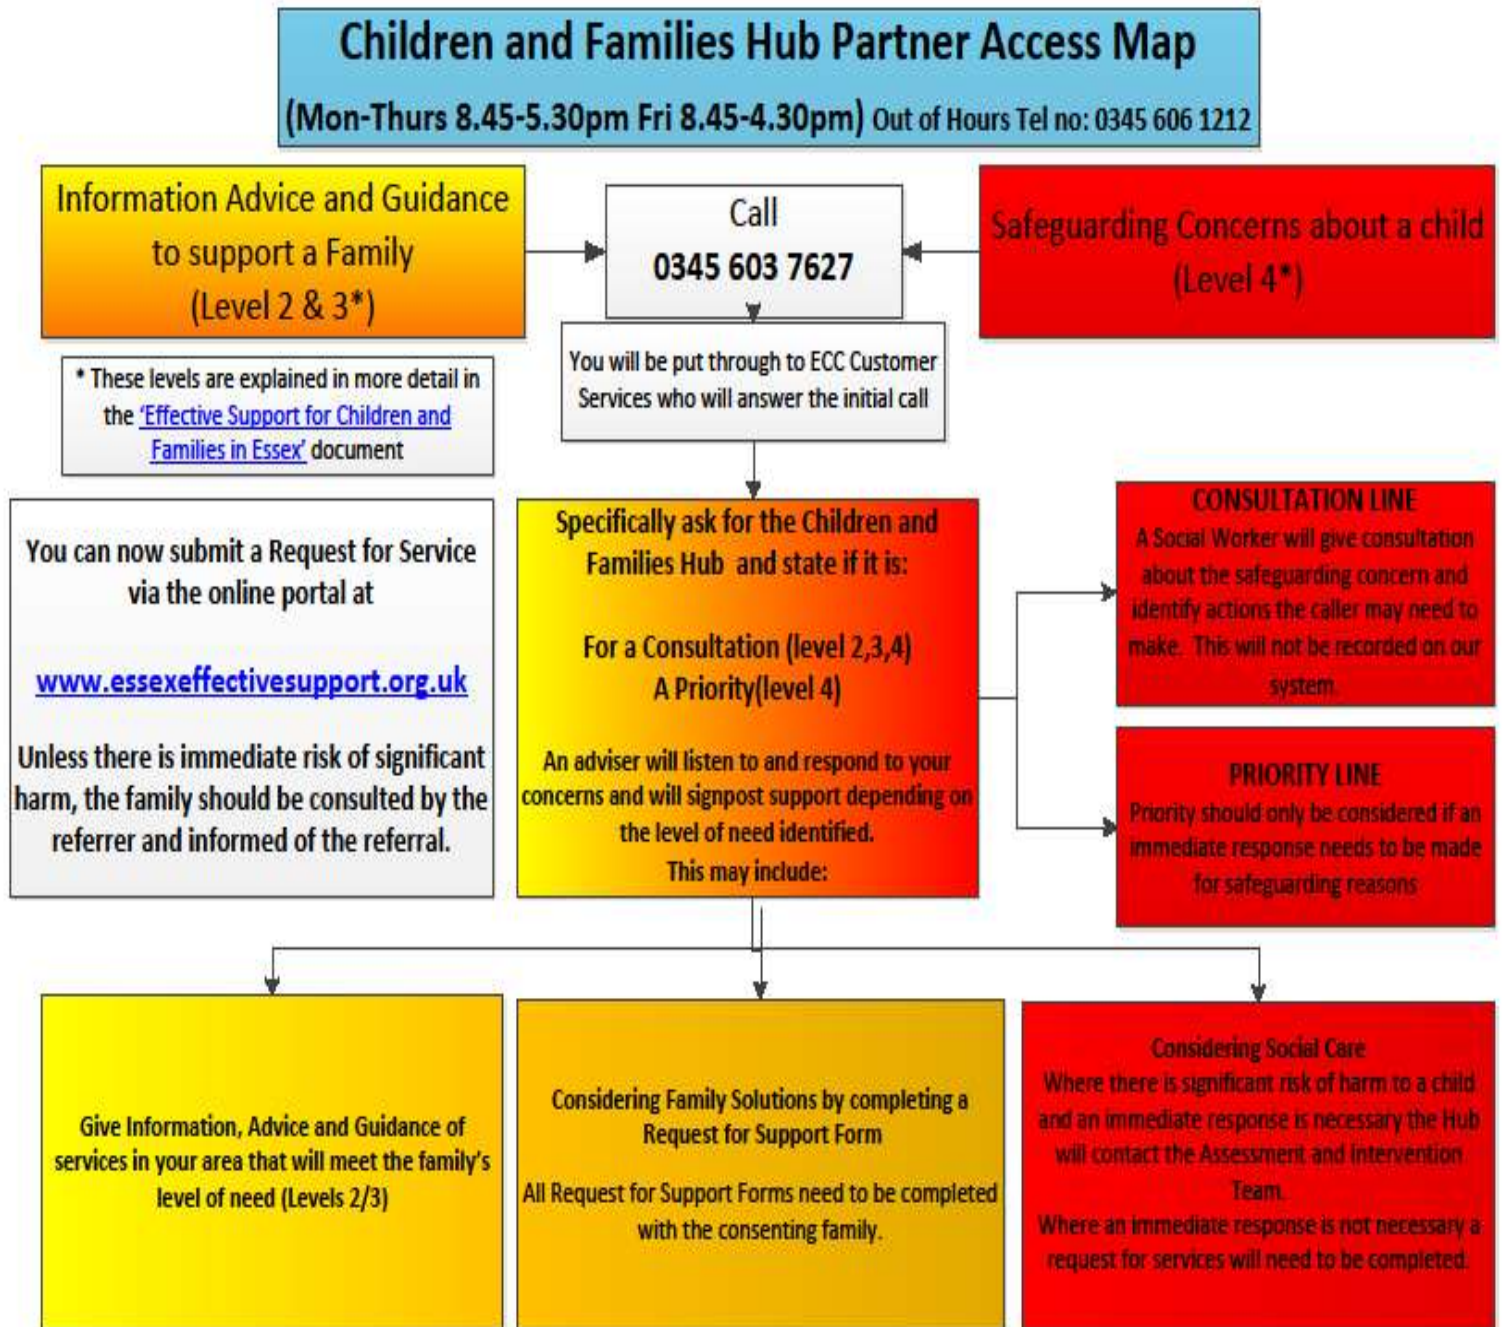 Children and Families Hub Partner Access Map
(Mon-Thurs 8.45-5.30pm Fri 8.45-4.30pm) Out of Hours Tel no: 0345 606 1212
Information Advice and Guidance
to support a Family
(Level 2 & 3*)
Call
0345 603 7627
Safeguarding Concerns about a child
(Level 4*)
* These levels are explained in more detail in
the 'Effective Support for Children and
Families in Essex' document
You will be put through to ECC Customer
Services who will answer the initial call
You can now submit a Request for Service
via the online portal at
www.essexeffectivesupport.org.uk
Unless there is immediate risk of significant
harm, the family should be consulted by the
referrer and informed of the referral.
Specifically ask for the Children and
Families Hub and state if it is:
For a Consultation (level 2,3,4)
A Priority(level 4)
An adviser will listen to and respond to your
concerns and will signpost support depending on
the level of need identified.
This may include:
CONSULTATION LINE
A Social Worker will give consultation
about the safeguarding concern and
identify actions the caller may need to
make. This will not be recorded on our
system.
PRIORITY LINE
Priority should only be considered if an
immediate response needs to be made
for safeguarding reasons
Give Information, Advice and Guidance of
services in your area that will meet the family's
level of need (Levels 2/3)
Considering Family Solutions by completing a
Request for Support Form
All Request for Support Forms need to be completed
with the consenting family.
Considering Social Care
Where there is significant risk of harm to a child
and an immediate response is necessary the Hub
will contact the Assessment and Intervention
Team.
Where an immediate response is not necessary a
request for services will need to be completed.